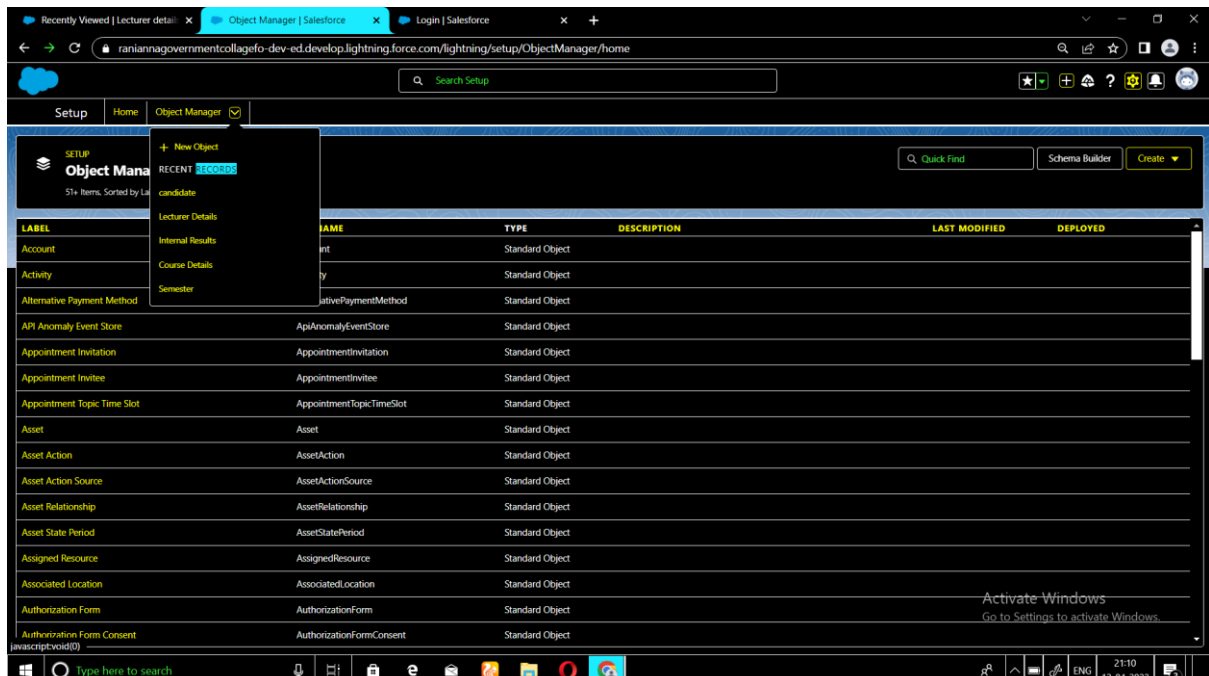 Recently Viewed | Lecturer detail
Object Manager | Salesforce
Login | Salesforce
raniannagovernmentcollagefo-dev-ed.develop.lightning.force.com/lightning/setup/ObjectManager/home
Search Setup
Setup
Home
Object Manager
+ New Object
RECENT RECORDS
candidate
Lecturer Details
Internal Results
Course Details
Semester
SETUP
Object Mana
51+ Items, Sorted by La
Quick Find
Schema Builder
Create
LABEL AME TYPE DESCRIPTION LAST MODIFIED DEPLOYED
Account nt Standard Object
Activity ty Standard Object
Alternative Payment Method ativePaymentMethod Standard Object
API Anomaly Event Store ApiAnomalyEventStore Standard Object
Appointment Invitation AppointmentInvitation Standard Object
Appointment Invitee AppointmentInvitee Standard Object
Appointment Topic Time Slot AppointmentTopicTimeSlot Standard Object
Asset Asset Standard Object
Asset Action AssetAction Standard Object
Asset Action Source AssetActionSource Standard Object
Asset Relationship AssetRelationship Standard Object
Asset State Period AssetStatePeriod Standard Object
Assigned Resource AssignedResource Standard Object
Associated Location AssociatedLocation Standard Object
Authorization Form AuthorizationForm Standard Object
Authorization Form Consent AuthorizationFormConsent Standard Object
Activate Windows
Go to Settings to activate Windows.
javascript:void(0)
Type here to search
ENG
21:10